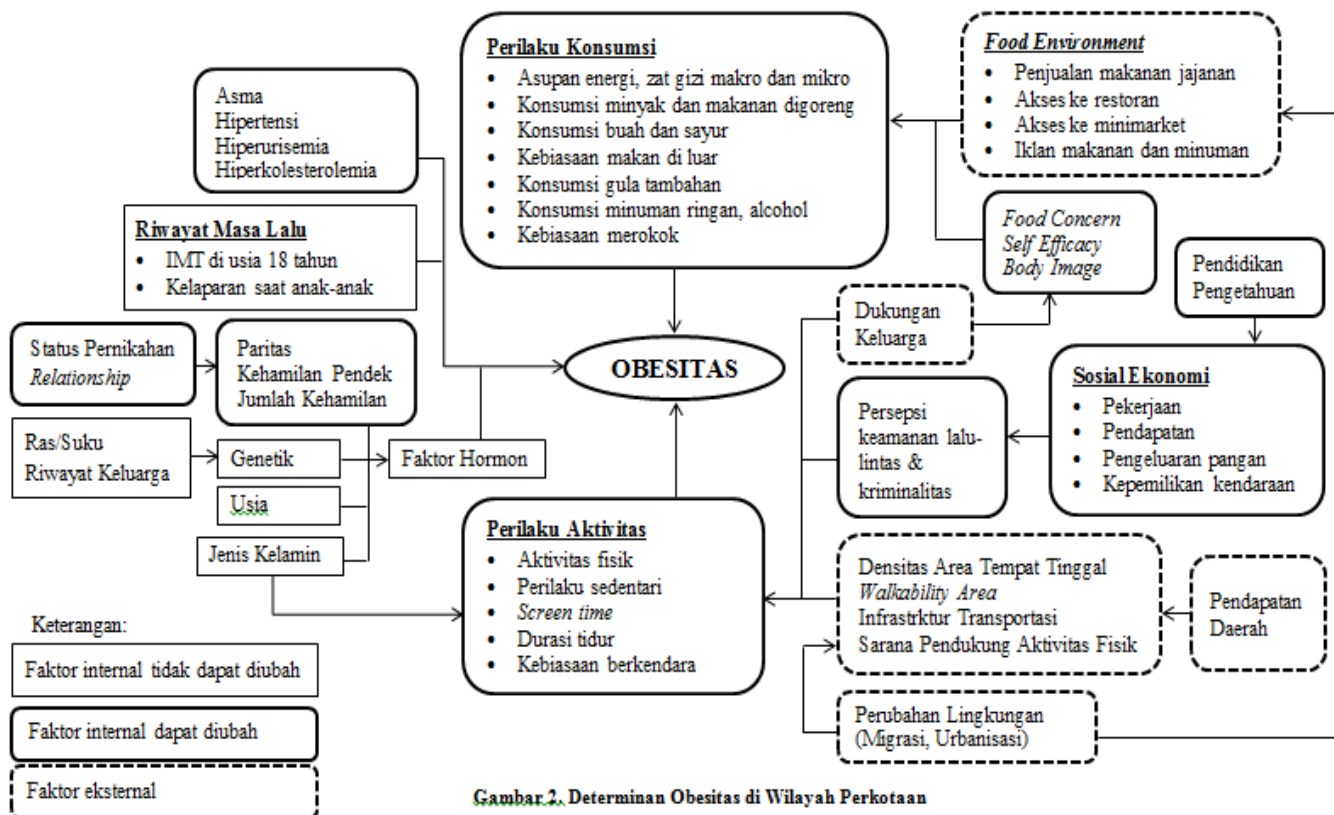 Perilaku Konsumsi
• Asupan energi, zat gizi makro dan mikro
• Konsumsi minyak dan makanan digoreng
• Konsumsi buah dan sayur
• Kebiasaan makan di luar
• Konsumsi gula tambahan
• Konsumsi minuman ringan, alcohol
• Kebiasaan merokok
Food Environment
• Penjualan makanan jajanan
• Akses ke restoran
• Akses ke minimarket
• Iklan makanan dan minuman
Asma
Hipertensi
Hiperurisemia
Hiperkolesterolemia
Riwayat Masa Lalu
• IMT di usia 18 tahun
• Kelaparan saat anak-anak
Food Concern
Self Efficacy
Body Image
Pendidikan
Pengetahuan
Dukungan
Keluarga
Status Pernikahan
Relationship
Paritas
Kehamilan Pendek
Jumlah Kehamilan
OBESITAS
Sosial Ekonomi
• Pekerjaan
• Pendapatan
• Pengeluaran pangan
• Kepemilikan kendaraan
Persepsi
keamanan lalu-
lintas &
kriminalitas
Ras/Suku
Riwayat Keluarga
Genetik
Faktor Hormon
Usia
Jenis Kelamin
Perilaku Aktivitas
• Aktivitas fisik
• Perilaku sedentari
• Screen time
• Durasi tidur
• Kebiasaan berkendara
Densitas Area Tempat Tinggal
Walkability Area
Infrastrktur Transportasi
Sarana Pendukung Aktivitas Fisik
Pendapatan
Daerah
Perubahan Lingkungan
(Migrasi, Urbanisasi)
Keterangan:
Faktor internal tidak dapat diubah
Faktor internal dapat diubah
Faktor eksternal
Gambar 2. Determinan Obesitas di Wilayah Perkotaan